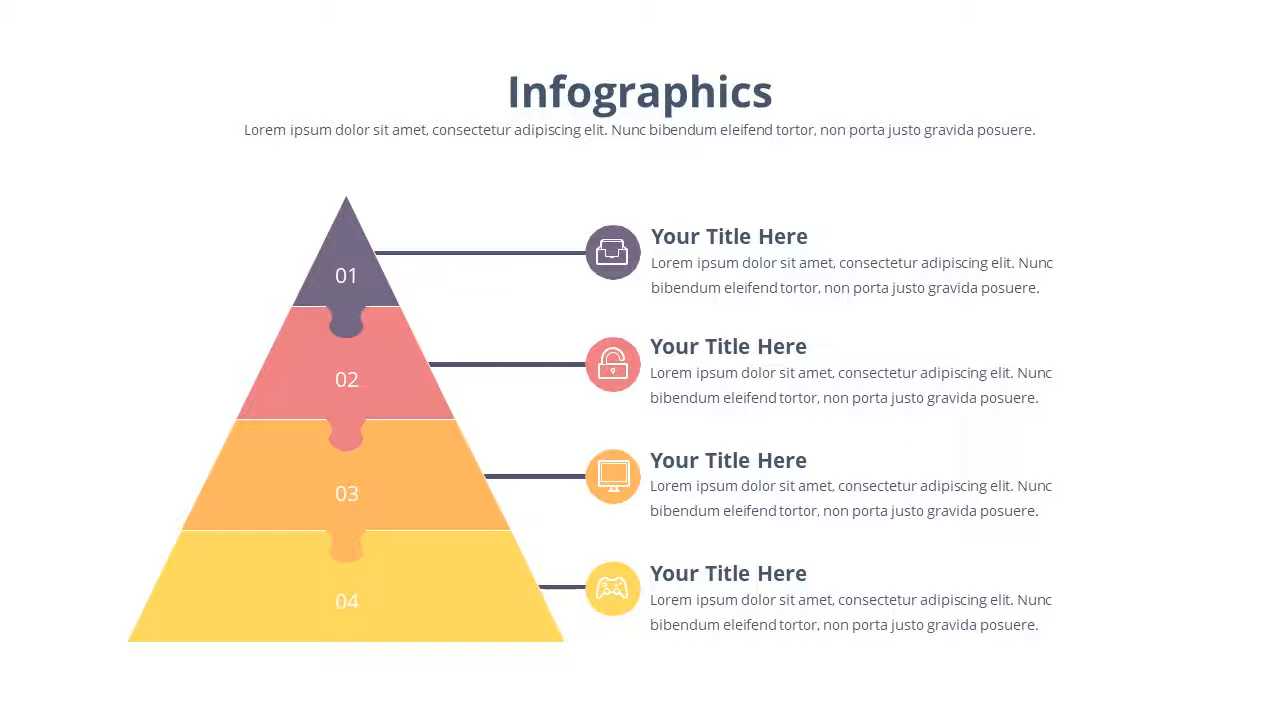 Infographics
Lorem ipsum dolor sit amet, consectetur adipiscing elit. Nunc bibendum eleifend tortor, non porta justo gravida posuere.
01
Your Title Here
Lorem ipsum dolor sit amet, consectetur adipiscing elit. Nunc
bibendum eleifend tortor, non porta justo gravida posuere.
02
Your Title Here
Lorem ipsum dolor sit amet, consectetur adipiscing elit. Nunc
bibendum eleifend tortor, non porta justo gravida posuere.
03
Your Title Here
Lorem ipsum dolor sit amet, consectetur adipiscing elit. Nunc
bibendum eleifend tortor, non porta justo gravida posuere.
04
Your Title Here
Lorem ipsum dolor sit amet, consectetur adipiscing elit. Nunc
bibendum eleifend tortor, non porta justo gravida posuere.